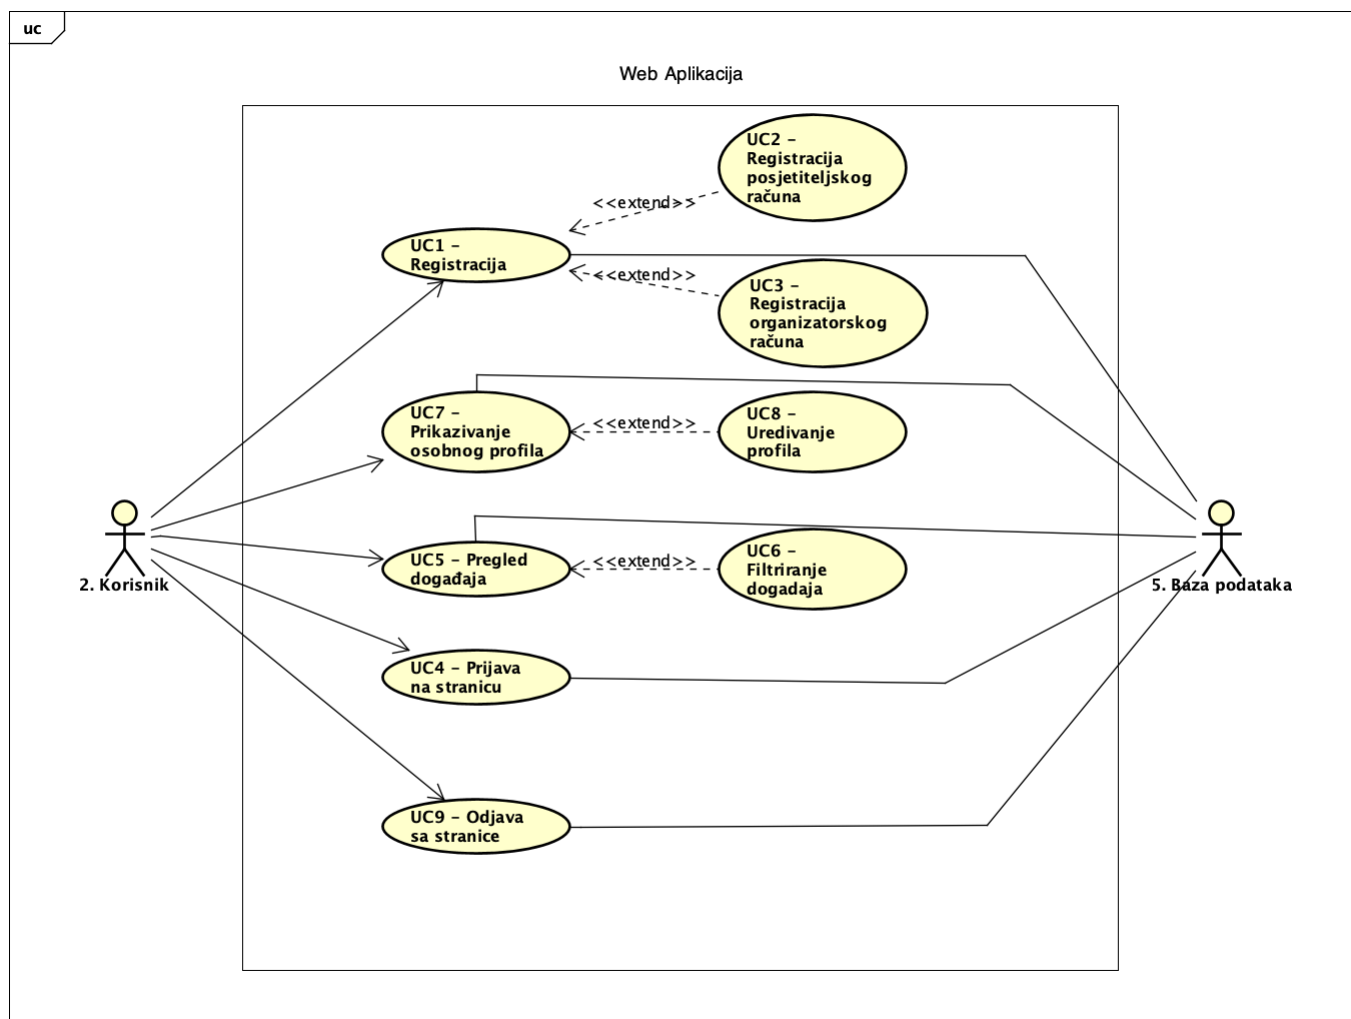 uc
Web Aplikacija
UC2 –
Registracija
posjetiteljskog
računa
<<extend>>
UC1 –
Registracija
<<extend>>
UC3 –
Registracija
organizatorskog
računa
UC7 –
Prikazivanje
osobnog profila
<<extend>>
UC8 –
Uredivanje
profila
2. Korisnik
5. Baza podataka
UC5 – Pregled
događaja
<<extend>>
UC6 –
Filtriranje
dogadaja
UC4 – Prijava
na stranicu
UC9 – Odjava
sa stranice